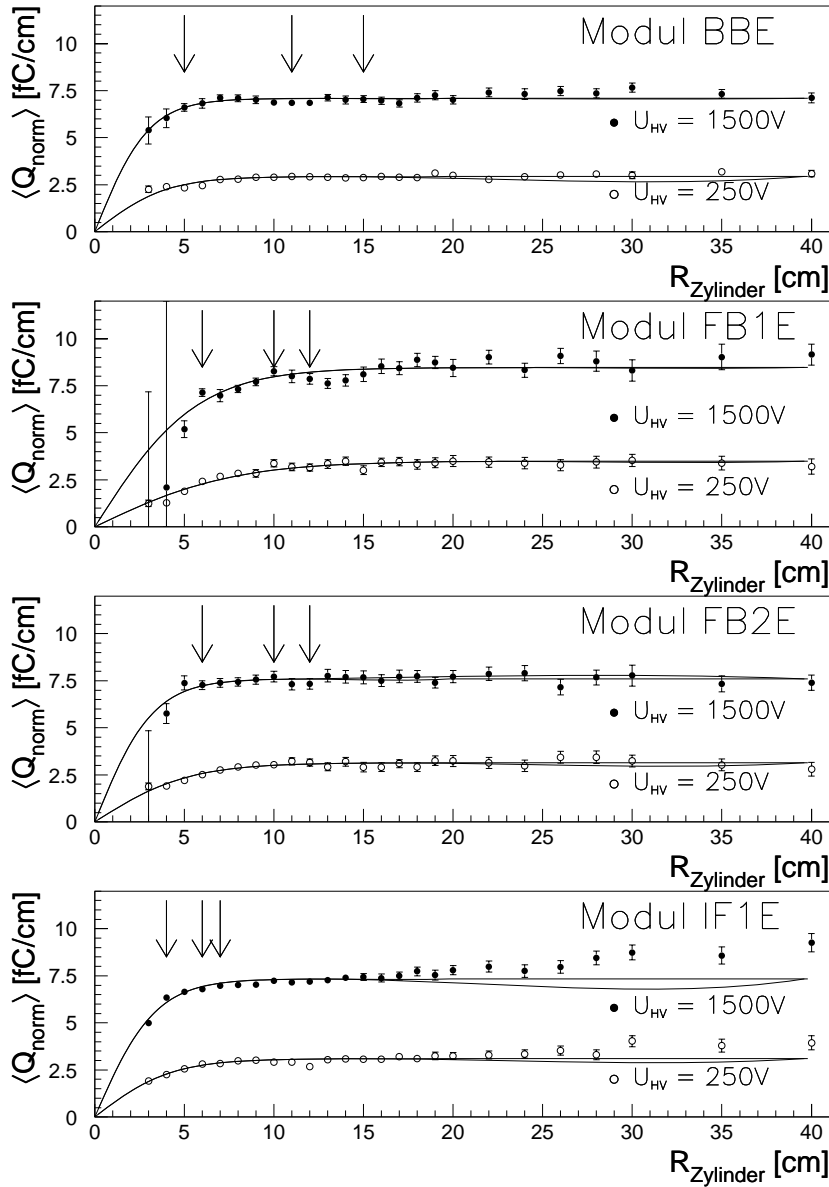 Modul BBE
⟨Q_norm⟩ [fC/cm]
10
7.5
5
2.5
0
U_HV = 1500V
U_HV = 250V
0 5 10 15 20 25 30 35 40
R_Zylinder [cm]
Modul FB1E
⟨Q_norm⟩ [fC/cm]
10
7.5
5
2.5
0
U_HV = 1500V
U_HV = 250V
0 5 10 15 20 25 30 35 40
R_Zylinder [cm]
Modul FB2E
⟨Q_norm⟩ [fC/cm]
10
7.5
5
2.5
0
U_HV = 1500V
U_HV = 250V
0 5 10 15 20 25 30 35 40
R_Zylinder [cm]
Modul IF1E
⟨Q_norm⟩ [fC/cm]
10
7.5
5
2.5
0
U_HV = 1500V
U_HV = 250V
0 5 10 15 20 25 30 35 40
R_Zylinder [cm]